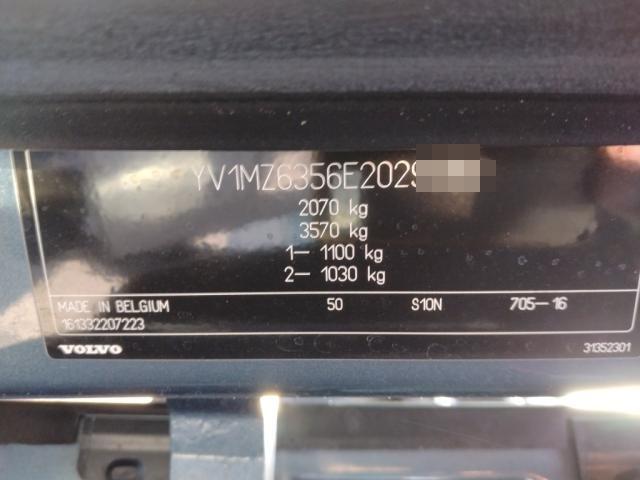 YV1MZ6356E2029
2070 kg
3570 kg
1– 1100 kg
2– 1030 kg
MADE IN BELGIUM 50 S10N 705–16
161332207223
VOLVO 31352301